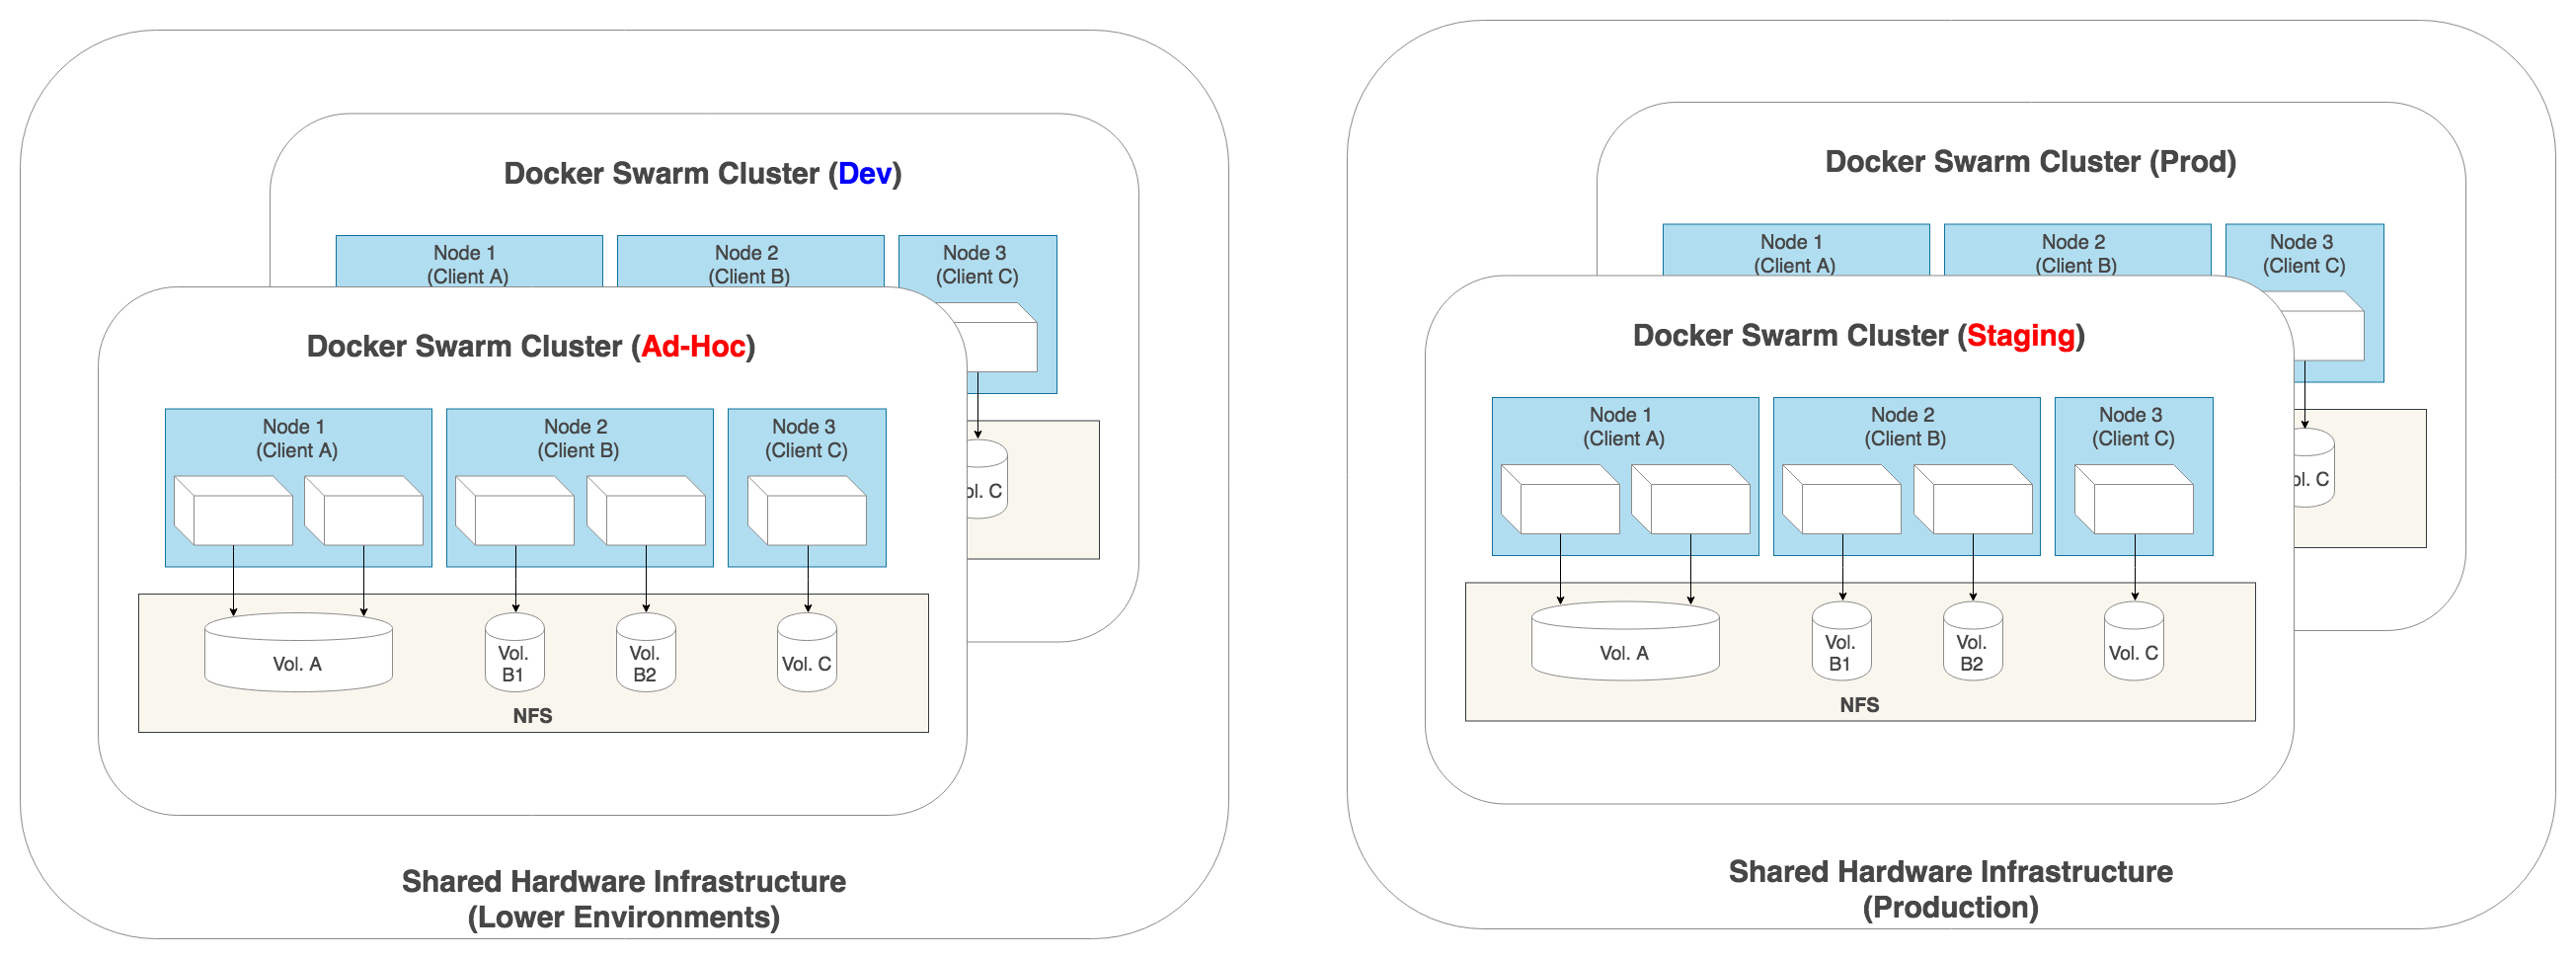 Docker Swarm Cluster (Dev)
Node 1
(Client A)
Node 2
(Client B)
Node 3
(Client C)
Docker Swarm Cluster (Ad-Hoc)
Node 1
(Client A)
Node 2
(Client B)
Node 3
(Client C)
ol. C
Vol. A
Vol.
B1
Vol.
B2
Vol. C
NFS
Shared Hardware Infrastructure
(Lower Environments)
Docker Swarm Cluster (Prod)
Node 1
(Client A)
Node 2
(Client B)
Node 3
(Client C)
Docker Swarm Cluster (Staging)
Node 1
(Client A)
Node 2
(Client B)
Node 3
(Client C)
ol. C
Vol. A
Vol.
B1
Vol.
B2
Vol. C
NFS
Shared Hardware Infrastructure
(Production)